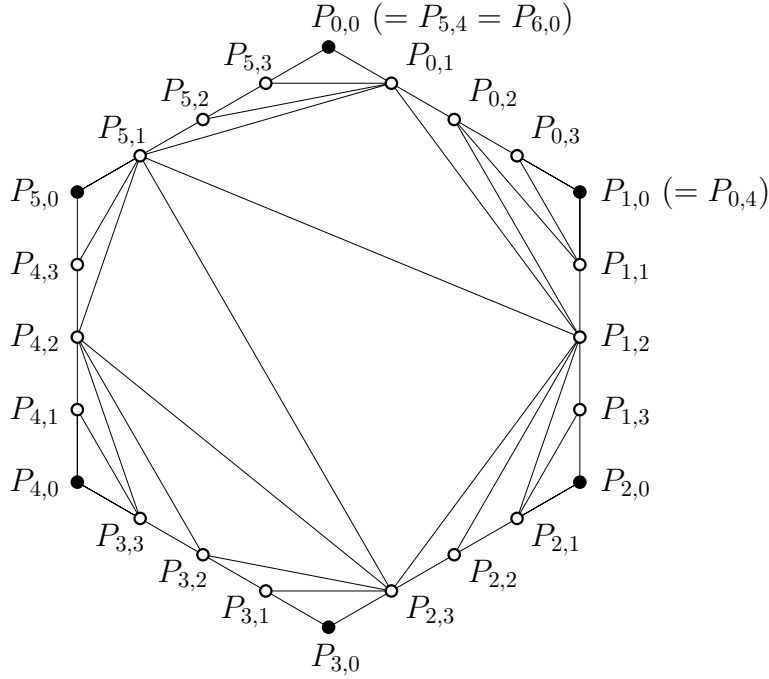 P_{0,0} (= P_{5,4} = P_{6,0})
P_{5,3}
P_{0,1}
P_{5,2}
P_{0,2}
P_{5,1}
P_{0,3}
P_{5,0}
P_{1,0} (= P_{0,4})
P_{4,3}
P_{1,1}
P_{4,2}
P_{1,2}
P_{4,1}
P_{1,3}
P_{4,0}
P_{2,0}
P_{3,3}
P_{2,1}
P_{3,2}
P_{2,2}
P_{3,1}
P_{2,3}
P_{3,0}